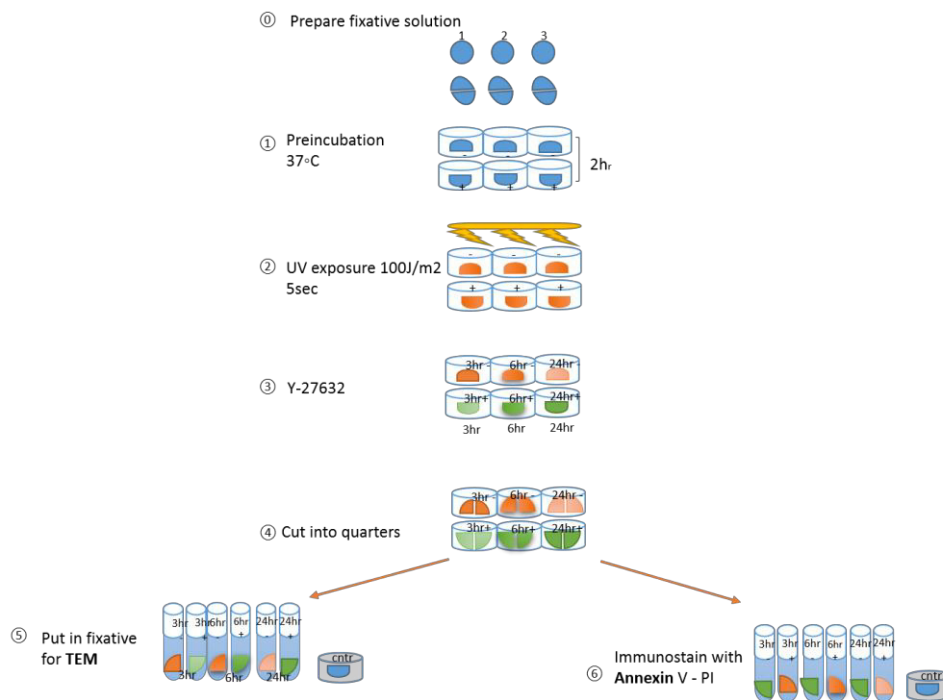 ⓪ Prepare fixative solution
1 2 3
① Preincubation
37°C
- - -
+ + +
2hr
② UV exposure 100J/m2
5sec
- - -
+ + +
③ Y-27632
3hr - 6hr - 24hr -
3hr+ 6hr+ 24hr+
3hr 6hr 24hr
④ Cut into quarters
3hr - 6hr - 24hr -
3hr+ 6hr+ 24hr+
⑤ Put in fixative
for TEM
3hr 3hr 6hr 6hr 24hr 24hr
- + - + - +
3hr 6hr 24hr
cntr
⑥ Immunostain with
Annexin V - PI
3hr 3hr 6hr 6hr 24hr 24hr
- + - + - +
cntr